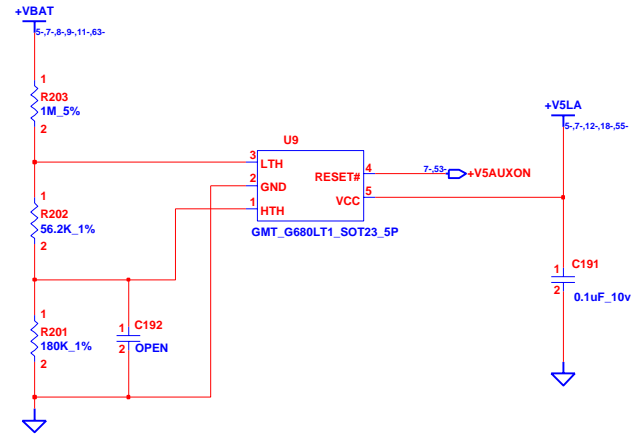 +VBAT
5-,7-,8-,9-,11-,63-
1
R203
1M_5%
2
+V5LA
5-,7-,12-,18-,55-
U9
3 LTH
2 GND
1 HTH
RESET# 4
VCC 5
7-,53-
+V5AUXON
GMT_G680LT1_SOT23_5P
1
R202
56.2K_1%
2
1 C191
2
0.1uF_10v
1
R201
180K_1%
2
1 C192
2 OPEN